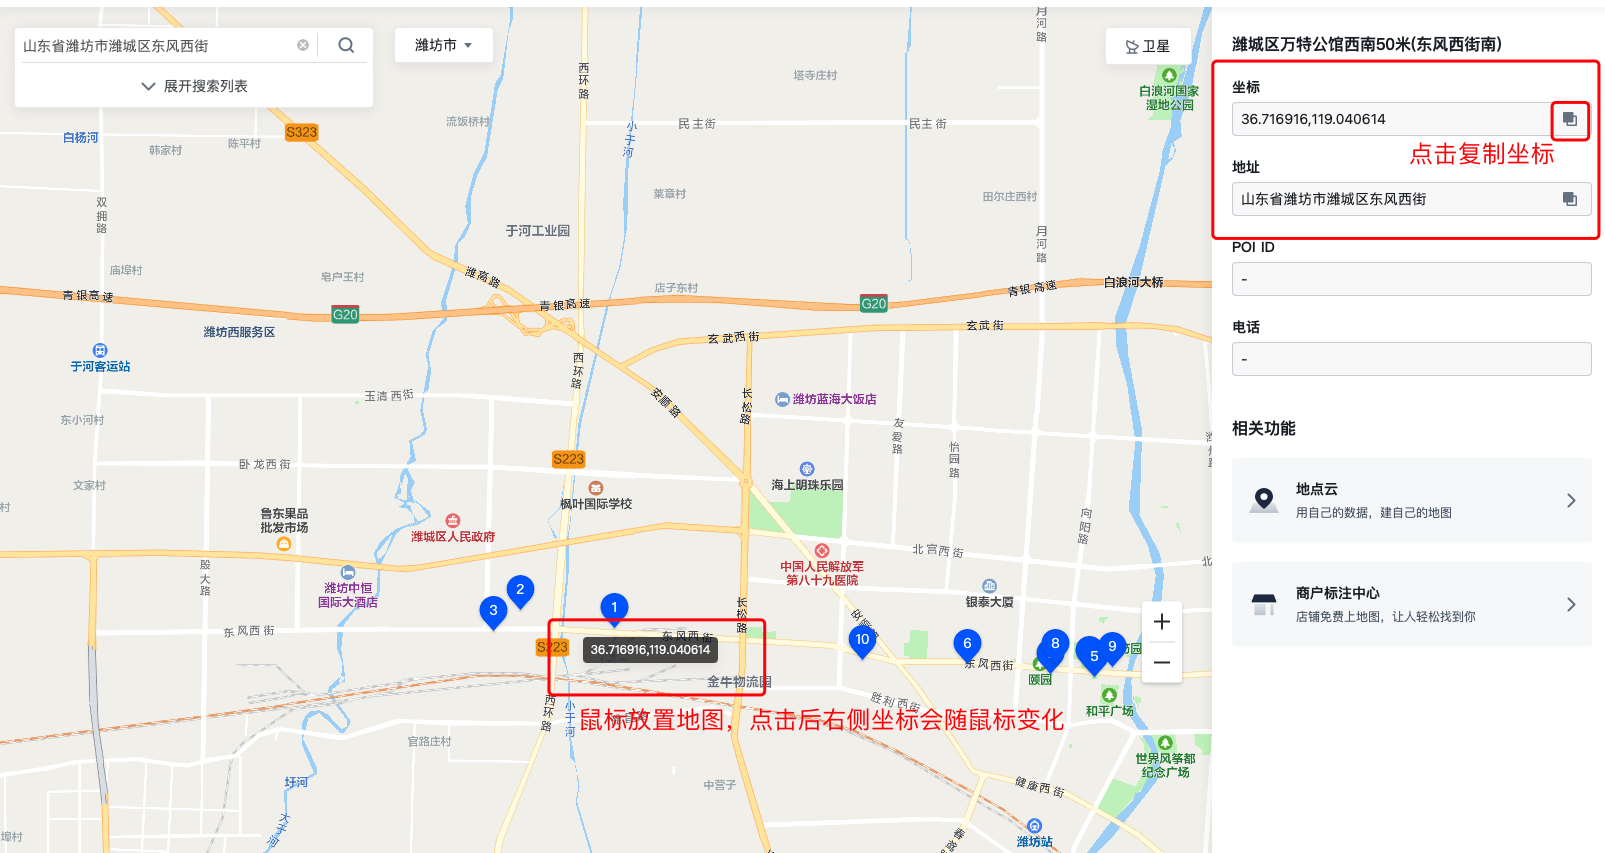 山东省潍坊市潍城区东风西街
展开搜索列表
潍坊市
卫星
月河路
西环路
塔寺庄村
白浪河国家
湿地公园
S323
流饭桥村
小于河
民主街
民主街
白杨河
韩家村
陈平村
莱章村
田尔庄西村
双拥路
于河工业园
月河路
庙埠村
皂户王村
潍高路
店子东村
青银高速
白浪河大桥
青银高速
G20
青银高速
G20
潍坊西服务区
玄武西街
玄武街
于河客运站
西环路
玉清西街
安顺路
长松路
潍坊蓝海大饭店
东小河村
友爱路
怡园路
卧龙西街
S223
海上明珠乐园
文家村
村
枫叶国际学校
鲁东果品
批发市场
潍城区人民政府
向阳路
北宫西街
中国人民解放军
第八十九医院
殷大路
潍坊中恒
国际大酒店
银泰大厦
2
3
1
长松路
东风西街
东风西街
S223
36.716916,119.040614
10
6
东风西街
8
5
9
颐园
金牛物流园
胜利西街
和平广场
西环路
小于河
鼠标放置地图，点击后右侧坐标会随鼠标变化
官路庄村
世界风筝都
纪念广场
圩河
中营子
健康西街
大于河
春
潍坊站
埠村
潍城区万特公馆西南50米(东风西街南)
坐标
36.716916,119.040614
点击复制坐标
地址
山东省潍坊市潍城区东风西街
POI ID
-
电话
-
相关功能
地点云
用自己的数据，建自己的地图
商户标注中心
店铺免费上地图，让人轻松找到你